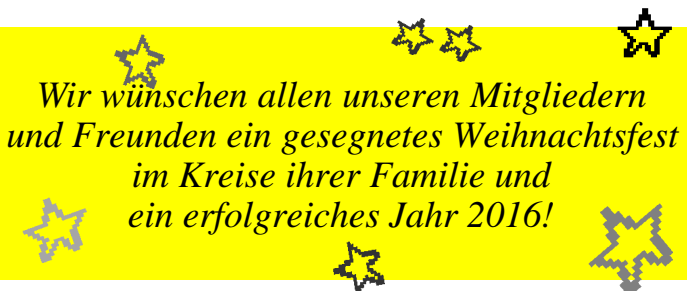 Wir wünschen allen unseren Mitgliedern
und Freunden ein gesegnetes Weihnachtsfest
im Kreise ihrer Familie und
ein erfolgreiches Jahr 2016!